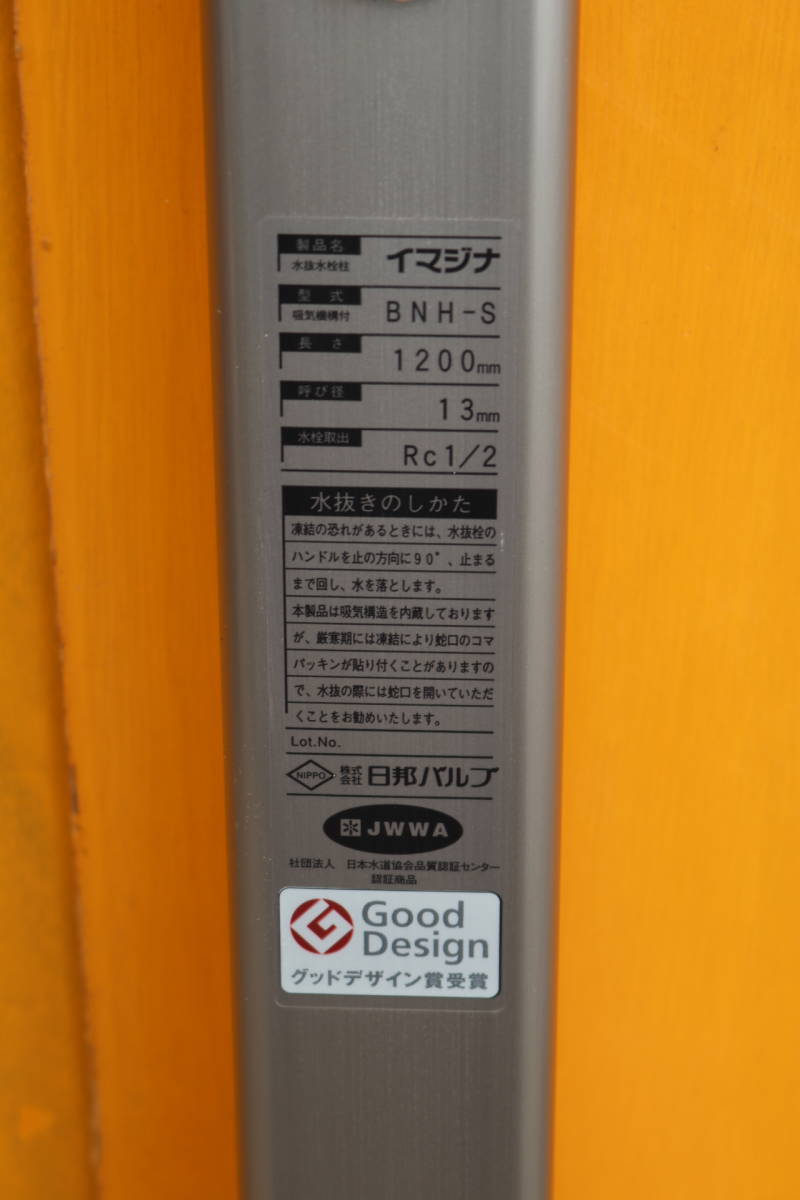 製品名
水抜水栓柱 イマジナ
型式
吸気機構付 BNH-S
長さ 1200mm
呼び径 13mm
水栓取出 Rc1/2
水抜きのしかた
凍結の恐れがあるときには、水抜栓の
ハンドルを止の方向に90°、止まる
まで回し、水を落とします。
本製品は吸気構造を内蔵しております
が、厳寒期には凍結により蛇口のコマ
パッキンが貼り付くことがありますの
で、水抜の際には蛇口を開いていただ
くことをお勧めいたします。
Lot.No.
NIPPO 株式会社 日邦バルブ
JWWA
社団法人 日本水道協会品質認証センター
認証商品
Good
Design
グッドデザイン賞受賞